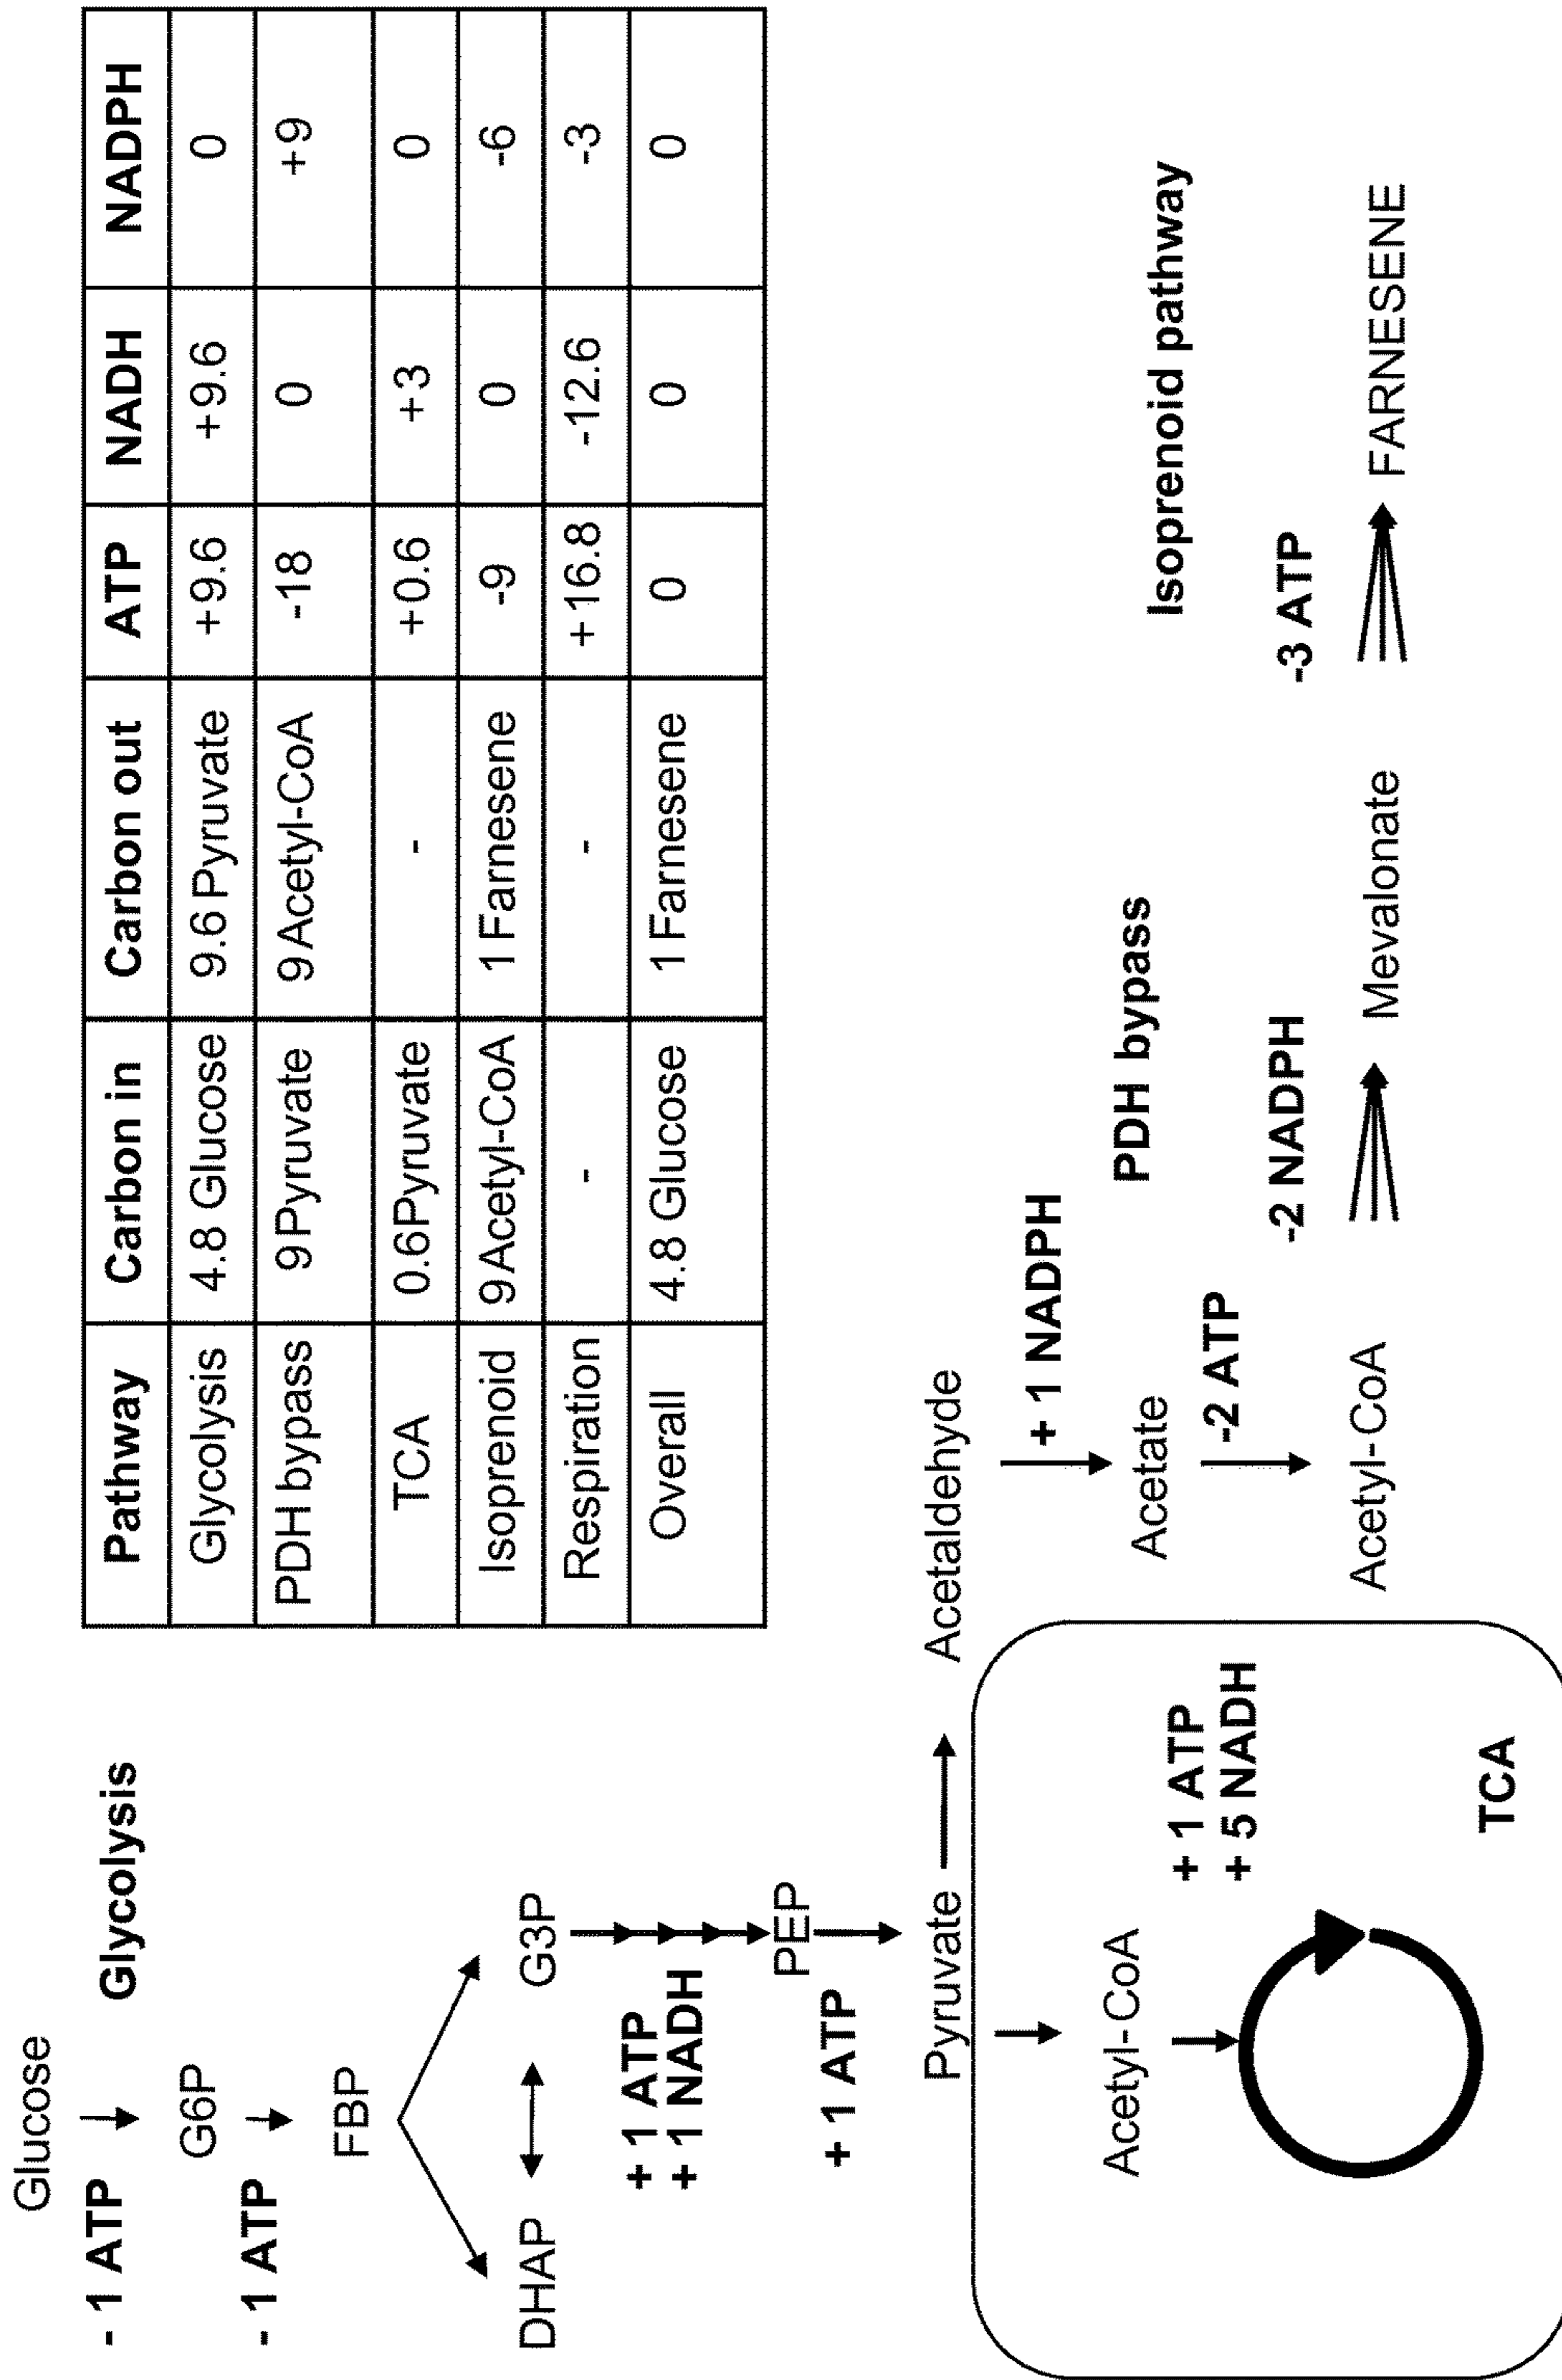 Glucose
- 1 ATP
Glycolysis
G6P
- 1 ATP
FBP
DHAP
G3P
+ 1 ATP
+ 1 NADH
PEP
+ 1 ATP
Pyruvate
Acetaldehyde
+ 1 NADPH
Acetate
PDH bypass
-2 ATP
Acetyl-CoA
-2 NADPH
Mevalonate
-3 ATP
FARNESENE
Isoprenoid pathway
Acetyl-CoA
+ 1 ATP
+ 5 NADH
TCA
Pathway Carbon in Carbon out ATP NADH NADPH
Glycolysis 4.8 Glucose 9.6 Pyruvate +9.6 +9.6 0
PDH bypass 9 Pyruvate 9 Acetyl-CoA -18 0 +9
TCA 0.6 Pyruvate - +0.6 +3 0
Isoprenoid 9 Acetyl-CoA 1 Farnesene -9 0 -6
Respiration - - +16.8 -12.6 -3
Overall 4.8 Glucose 1 Farnesene 0 0 0